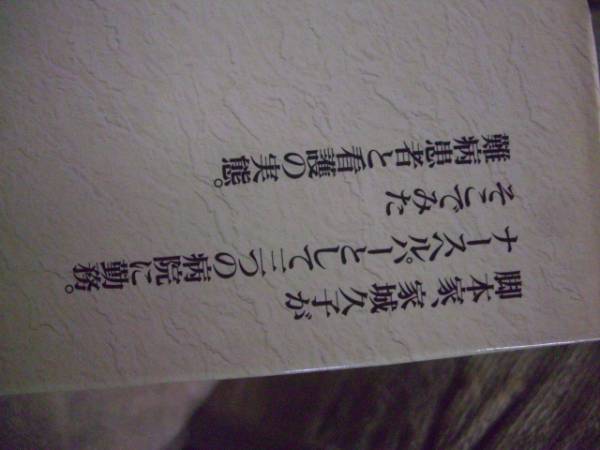 脚本家、家城久子が
ナースヘルパーとして三つの病院に勤務。
そこでみた
難病患者と看護の実態。